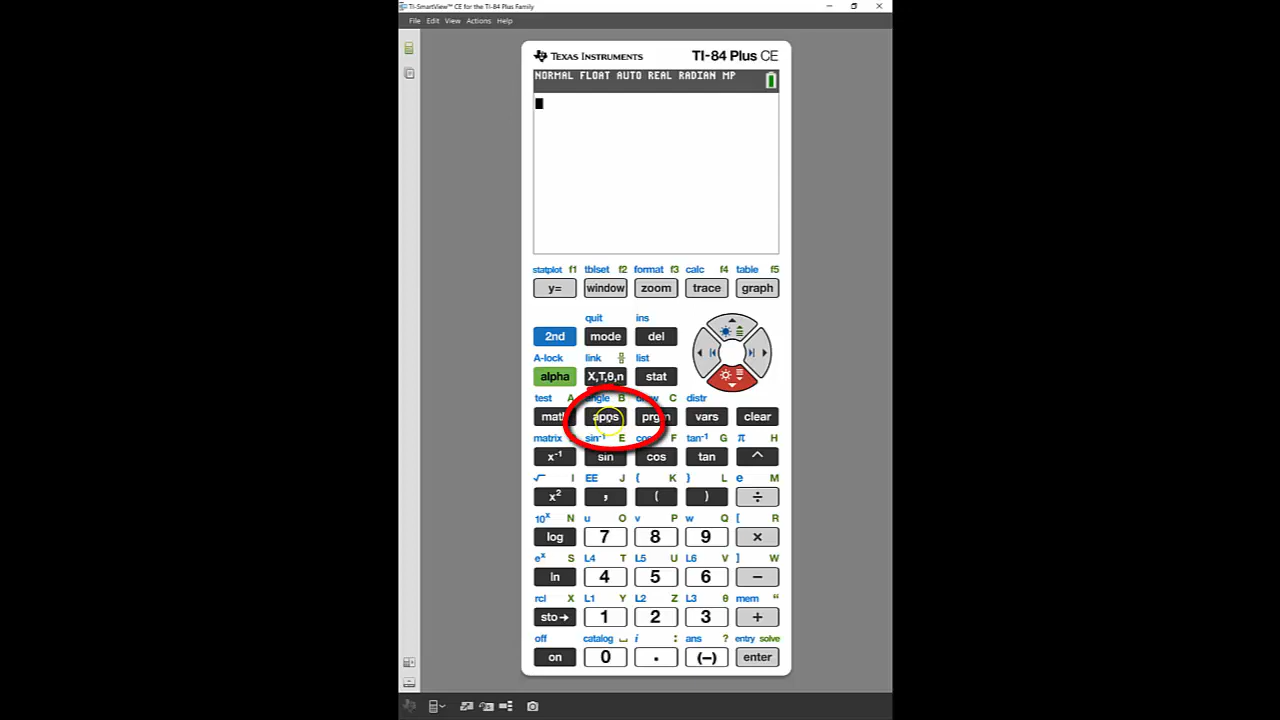 TI-SmartView™ CE for the TI-84 Plus Family
File Edit View Actions Help
TEXAS INSTRUMENTS TI-84 Plus CE
NORMAL FLOAT AUTO REAL RADIAN MP
statplot f1 tblset f2 format f3 calc f4 table f5
y= window zoom trace graph
quit ins
2nd mode del
A-lock link list
alpha X,T,θ,n stat
test A angle B draw C distr
math apps prgm vars clear
matrix sin⁻¹ E cos F tan⁻¹ G π H
x⁻¹ sin cos tan ^
√ I EE J { K } L e M
x² , ( ) ÷
10ˣ N u O v P w Q [ R
log 7 8 9 ×
eˣ S L4 T L5 U L6 V ] W
ln 4 5 6 −
rcl X L1 Y L2 Z L3 θ mem “
sto→ 1 2 3 +
off catalog ⎵ i : ans ? entry solve
on 0 . (−) enter